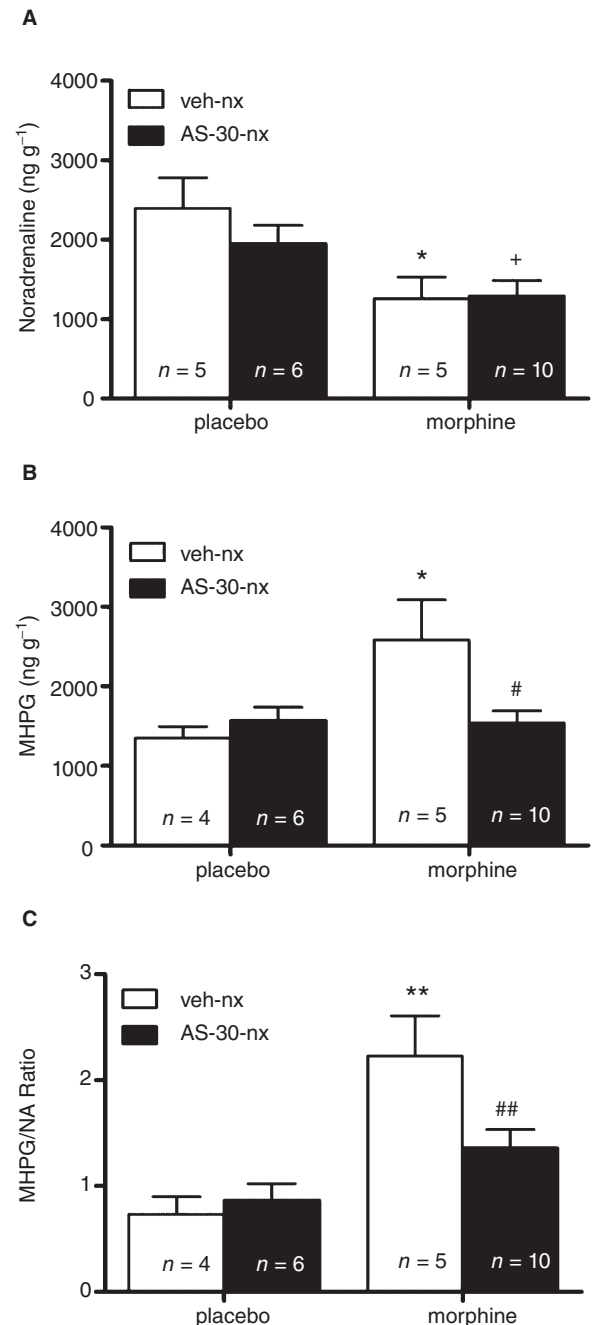 A
Noradrenaline (ng g⁻¹)
4000
3000
2000
1000
0
veh-nx
AS-30-nx
*
+
n = 5
n = 6
n = 5
n = 10
placebo
morphine
B
MHPG (ng g⁻¹)
4000
3000
2000
1000
0
veh-nx
AS-30-nx
*
#
n = 4
n = 6
n = 5
n = 10
placebo
morphine
C
MHPG/NA Ratio
3
2
1
0
veh-nx
AS-30-nx
**
##
n = 4
n = 6
n = 5
n = 10
placebo
morphine